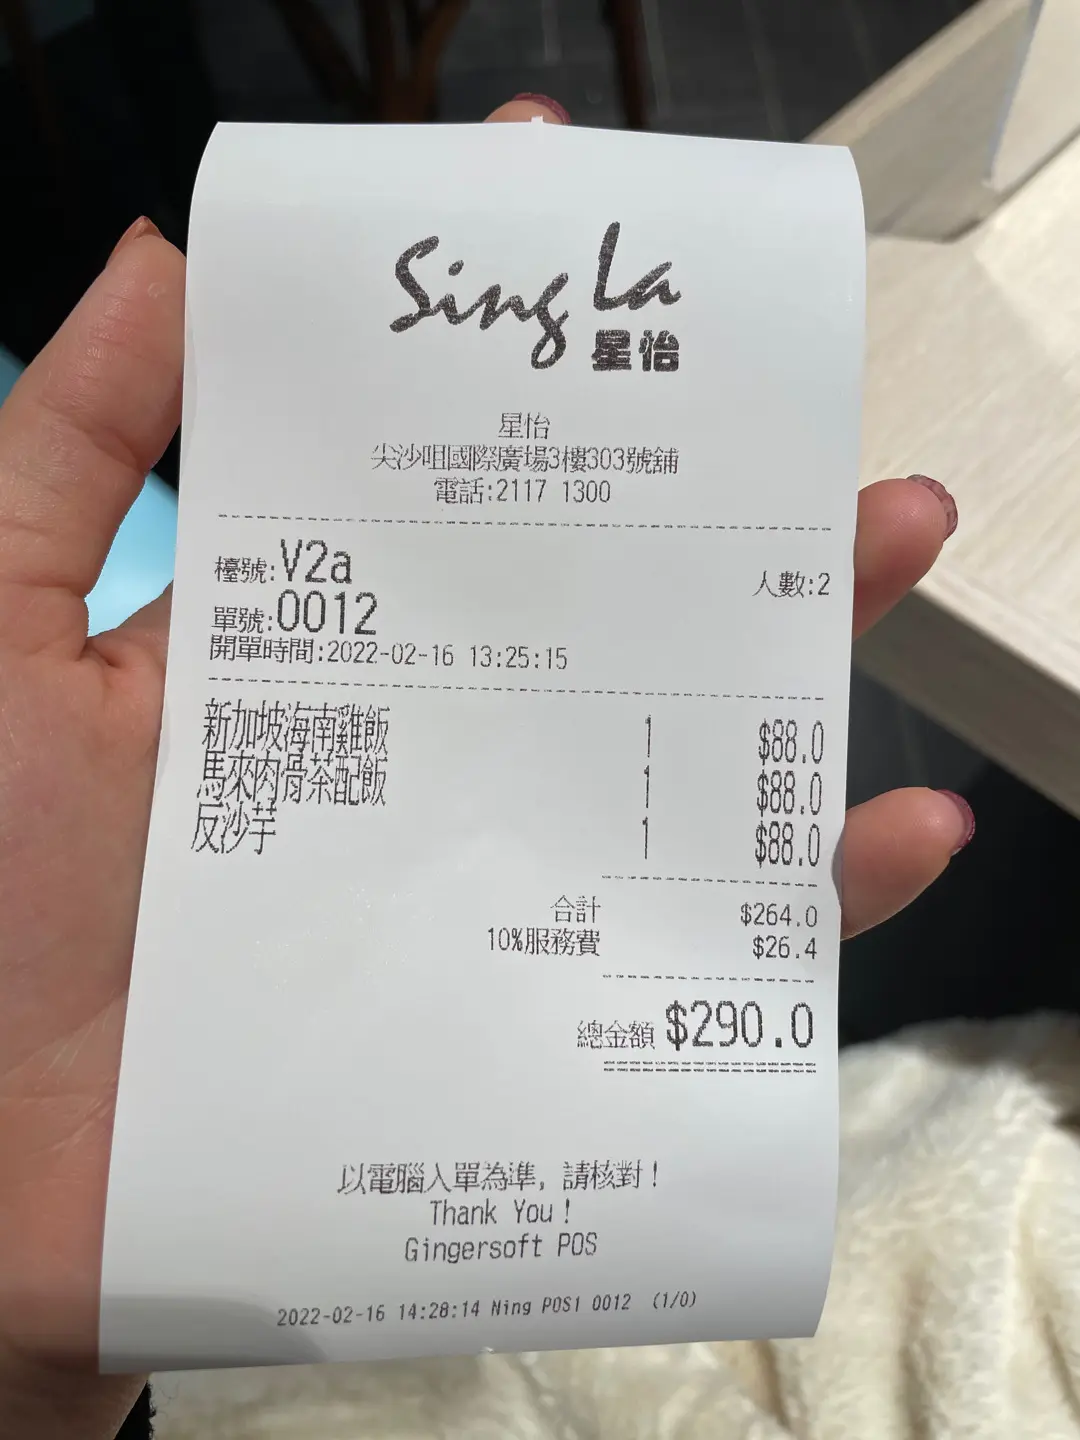 Sing La
星怡
星怡
尖沙咀國際廣場3樓303號舖
電話:2117 1300
檯號:V2a 人數:2
單號:0012
開單時間:2022-02-16 13:25:15
新加坡海南雞飯 1 $88.0
馬來肉骨茶配飯 1 $88.0
反沙芋 1 $88.0
合計 $264.0
10%服務費 $26.4
總金額 $290.0
以電腦入單為準, 請核對!
Thank You!
Gingersoft POS
2022-02-16 14:28:14 Ning POS1 0012 (1/0)